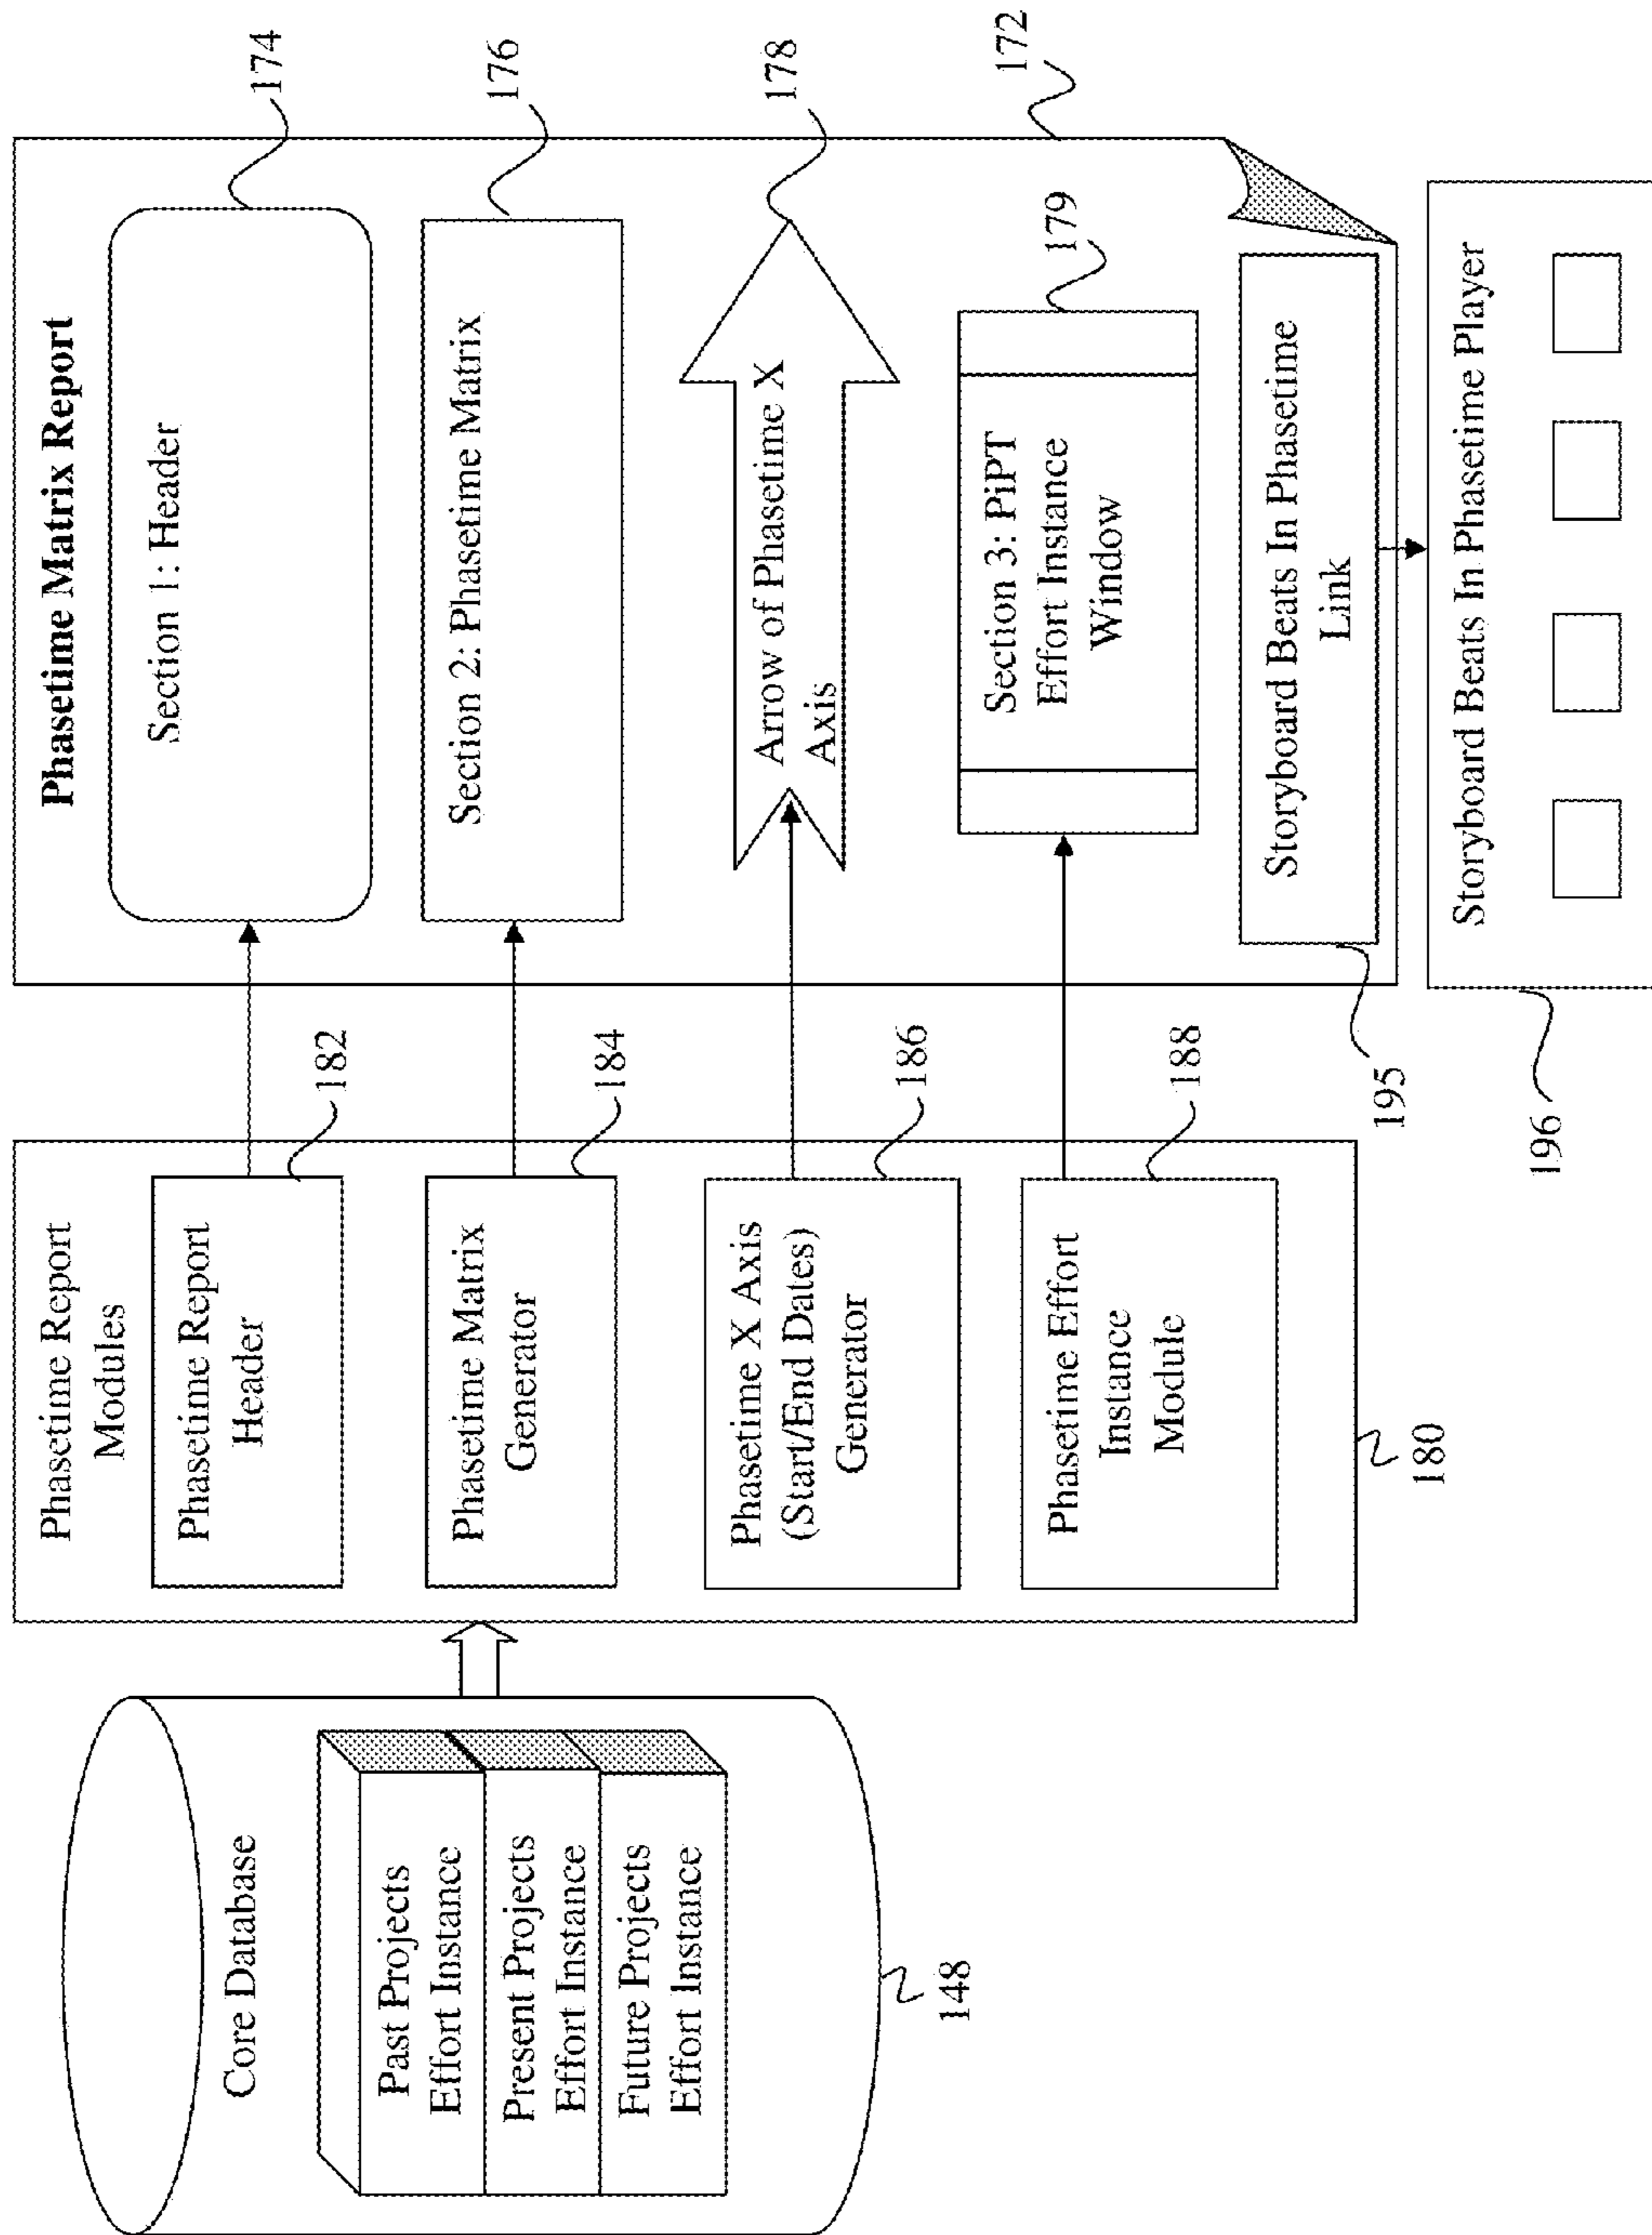 Core Database
Past Projects
Effort Instance
Present Projects
Effort Instance
Future Projects
Effort Instance
148
Phasetime Report
Modules
Phasetime Report
Header
182
Phasetime Matrix
Generator
184
Phasetime X Axis
(Start/End Dates)
Generator
186
Phasetime Effort
Instance
Module
188
180
Phasetime Matrix Report
Section 1: Header
174
Section 2: Phasetime Matrix
176
Arrow of Phasetime X
Axis
178
172
Section 3: PiPT
Effort Instance
Window
179
Storyboard Beats In Phasetime
Link
195
Storyboard Beats In Phasetime Player
196